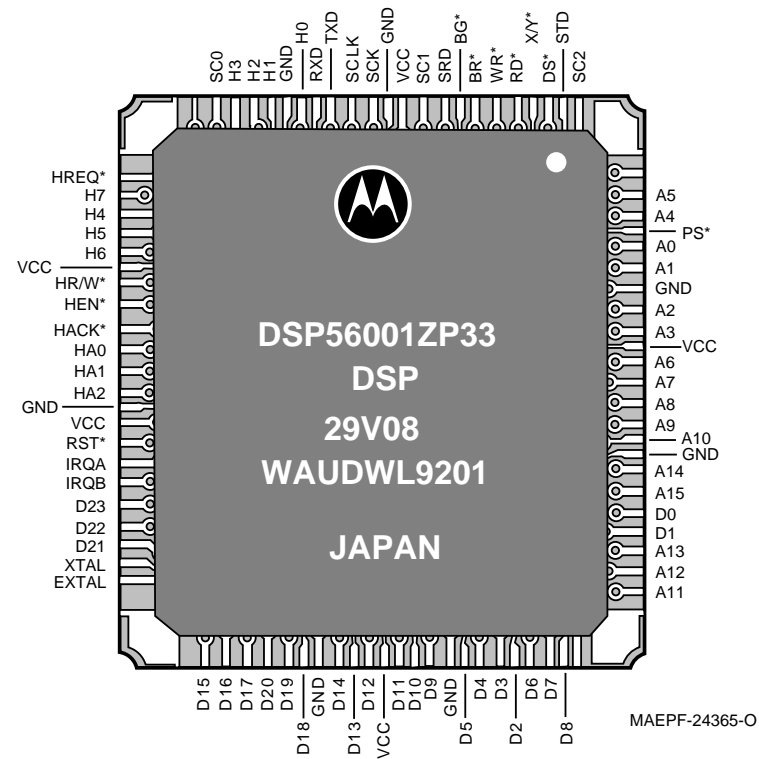 SC0
H3
H2
H1
GND
H0
RXD
TXD
SCLK
SCK
GND
VCC
SC1
SRD
BG*
BR*
WR*
RD*
X/Y*
DS*
STD
SC2
HREQ*
H7
H4
H5
H6
VCC
HR/W*
HEN*
HACK*
HA0
HA1
HA2
GND
VCC
RST*
IRQA
IRQB
D23
D22
D21
XTAL
EXTAL
DSP56001ZP33
DSP
29V08
WAUDWL9201
JAPAN
A5
A4
PS*
A0
A1
GND
A2
A3
VCC
A6
A7
A8
A9
A10
GND
A14
A15
D0
D1
A13
A12
A11
D15
D16
D17
D20
D19
D18
GND
D14
D13
D12
VCC
D11
D10
D9
GND
D5
D4
D3
D2
D6
D7
D8
MAEPF-24365-O